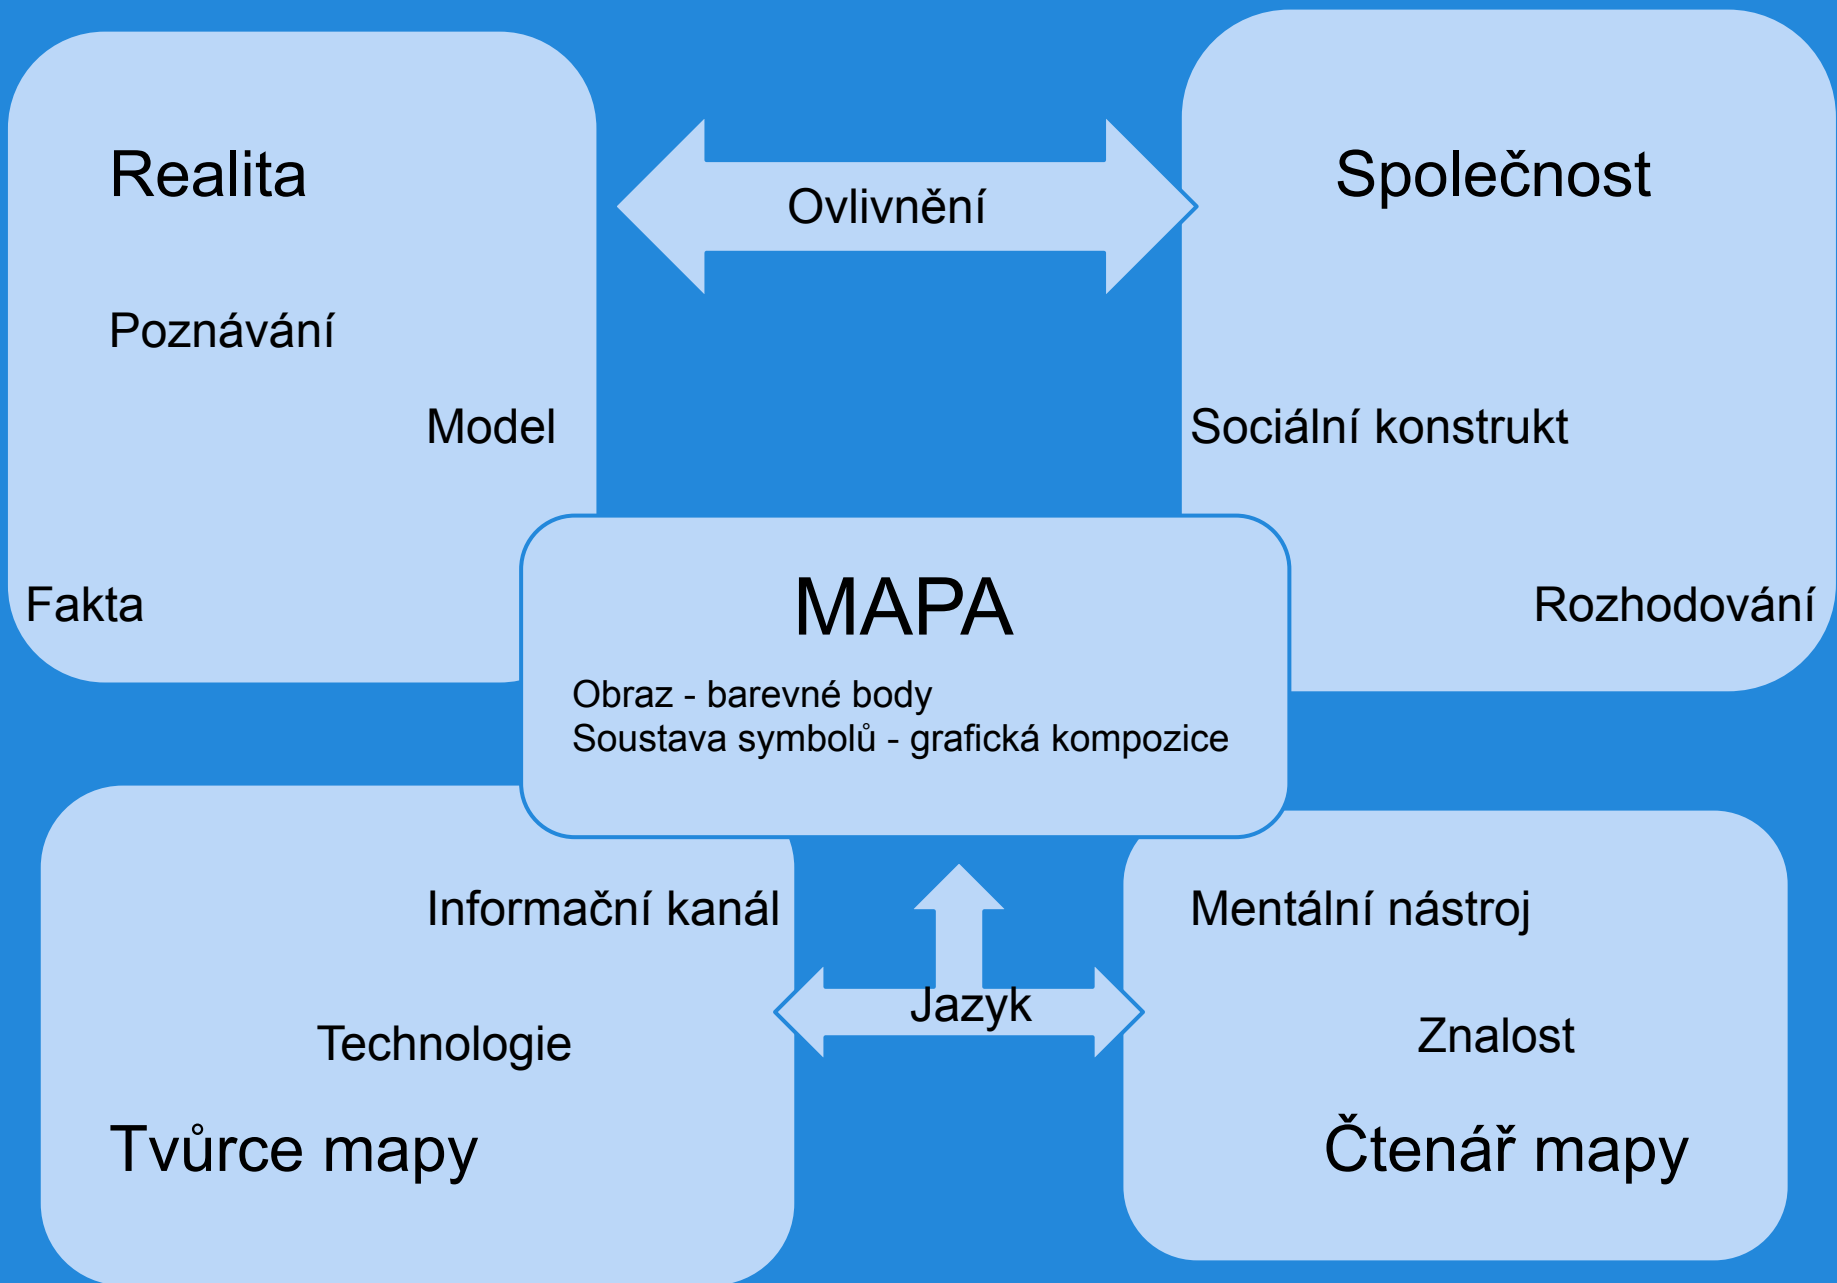 Realita
Společnost
Ovlivnění
Poznávání
Model
Sociální konstrukt
Fakta
MAPA
Rozhodování
Obraz - barevné body
Soustava symbolů - grafická kompozice
Informační kanál
Mentální nástroj
Jazyk
Technologie
Znalost
Tvůrce mapy
Čtenář mapy